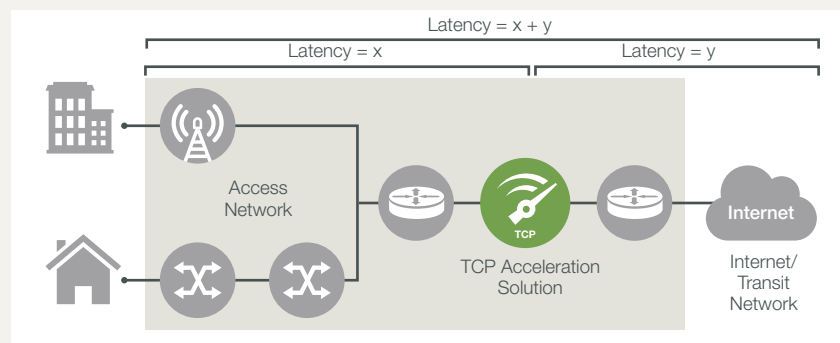 Latency = x + y
Latency = x
Latency = y
Access
Network
TCP
TCP Acceleration
Solution
Internet
Internet/
Transit
Network